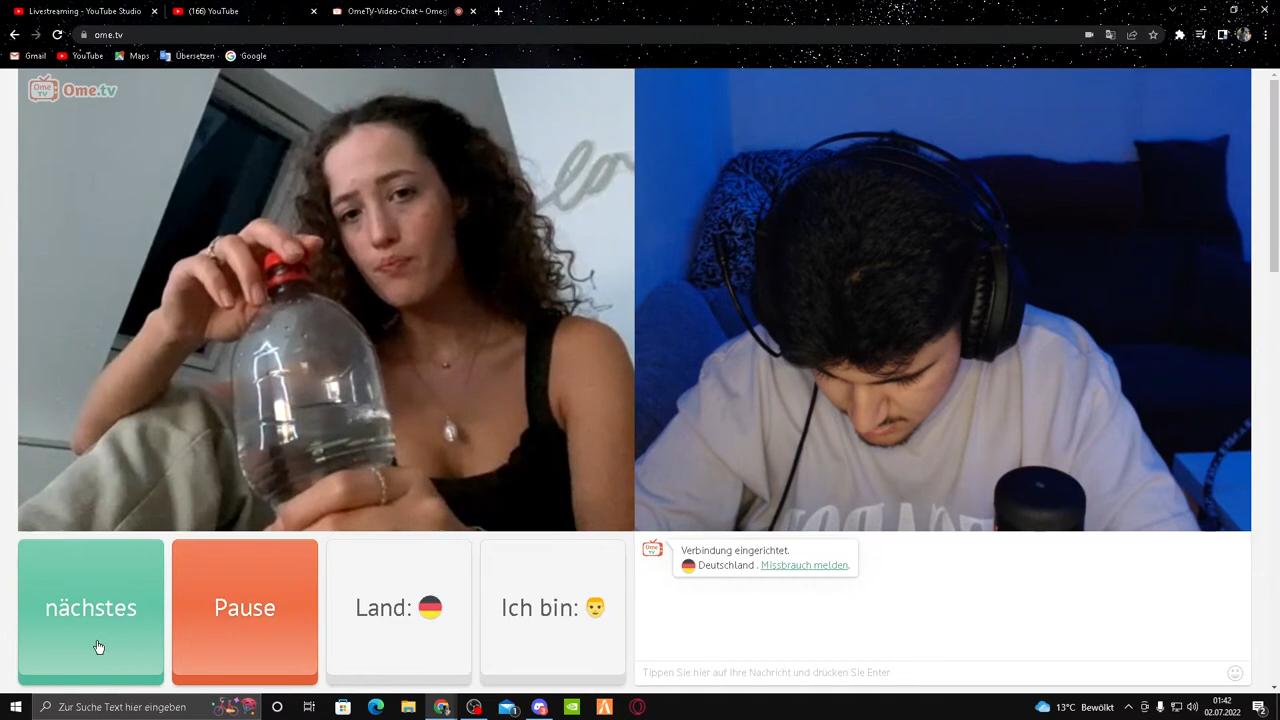 Livestreaming - YouTube Studio
(166) YouTube
OmeTV-Video-Chat – Omeg
ome.tv
Gmail
YouTube
Maps
Übersetzen
Google
Ome.tv
nächstes
Pause
Land:
Ich bin:
Verbindung eingerichtet.
Deutschland . Missbrauch melden.
Tippen Sie hier auf Ihre Nachricht und drücken Sie Enter
Zur Suche Text hier eingeben
13°C Bewölkt
01:42
02.07.2022